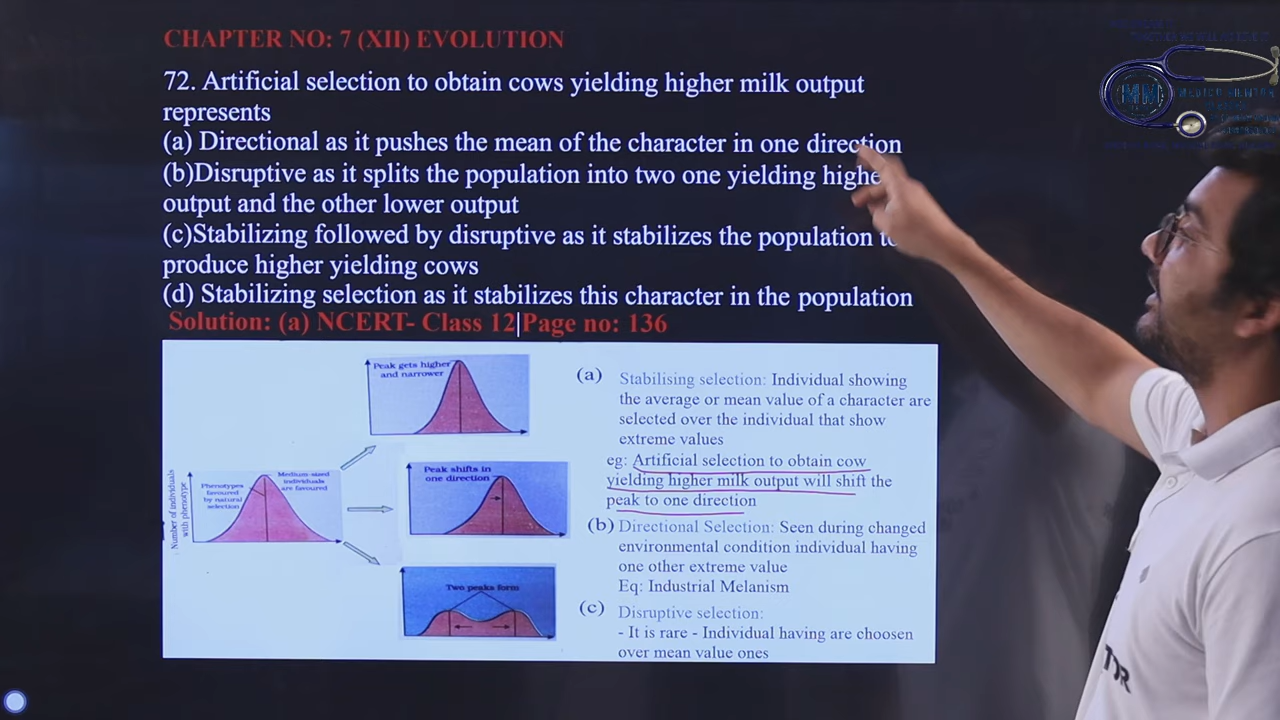 CHAPTER NO: 7 (XII) EVOLUTION
72. Artificial selection to obtain cows yielding higher milk output
represents
(a) Directional as it pushes the mean of the character in one direction
(b)Disruptive as it splits the population into two one yielding highe
output and the other lower output
(c)Stabilizing followed by disruptive as it stabilizes the population to
produce higher yielding cows
(d) Stabilizing selection as it stabilizes this character in the population
Solution: (a) NCERT- Class 12|Page no: 136
Peak gets higher
and narrower
Number of individuals
with phenotype
Phenotypes
favoured
by natural
selection
Medium-sized
individuals
are favoured
Peak shifts in
one direction
Two peaks form
(a) Stabilising selection: Individual showing
the average or mean value of a character are
selected over the individual that show
extreme values
eg: Artificial selection to obtain cow
yielding higher milk output will shift the
peak to one direction
(b) Directional Selection: Seen during changed
environmental condition individual having
one other extreme value
Eq: Industrial Melanism
(c) Disruptive selection:
- It is rare - Individual having are choosen
over mean value ones
MN